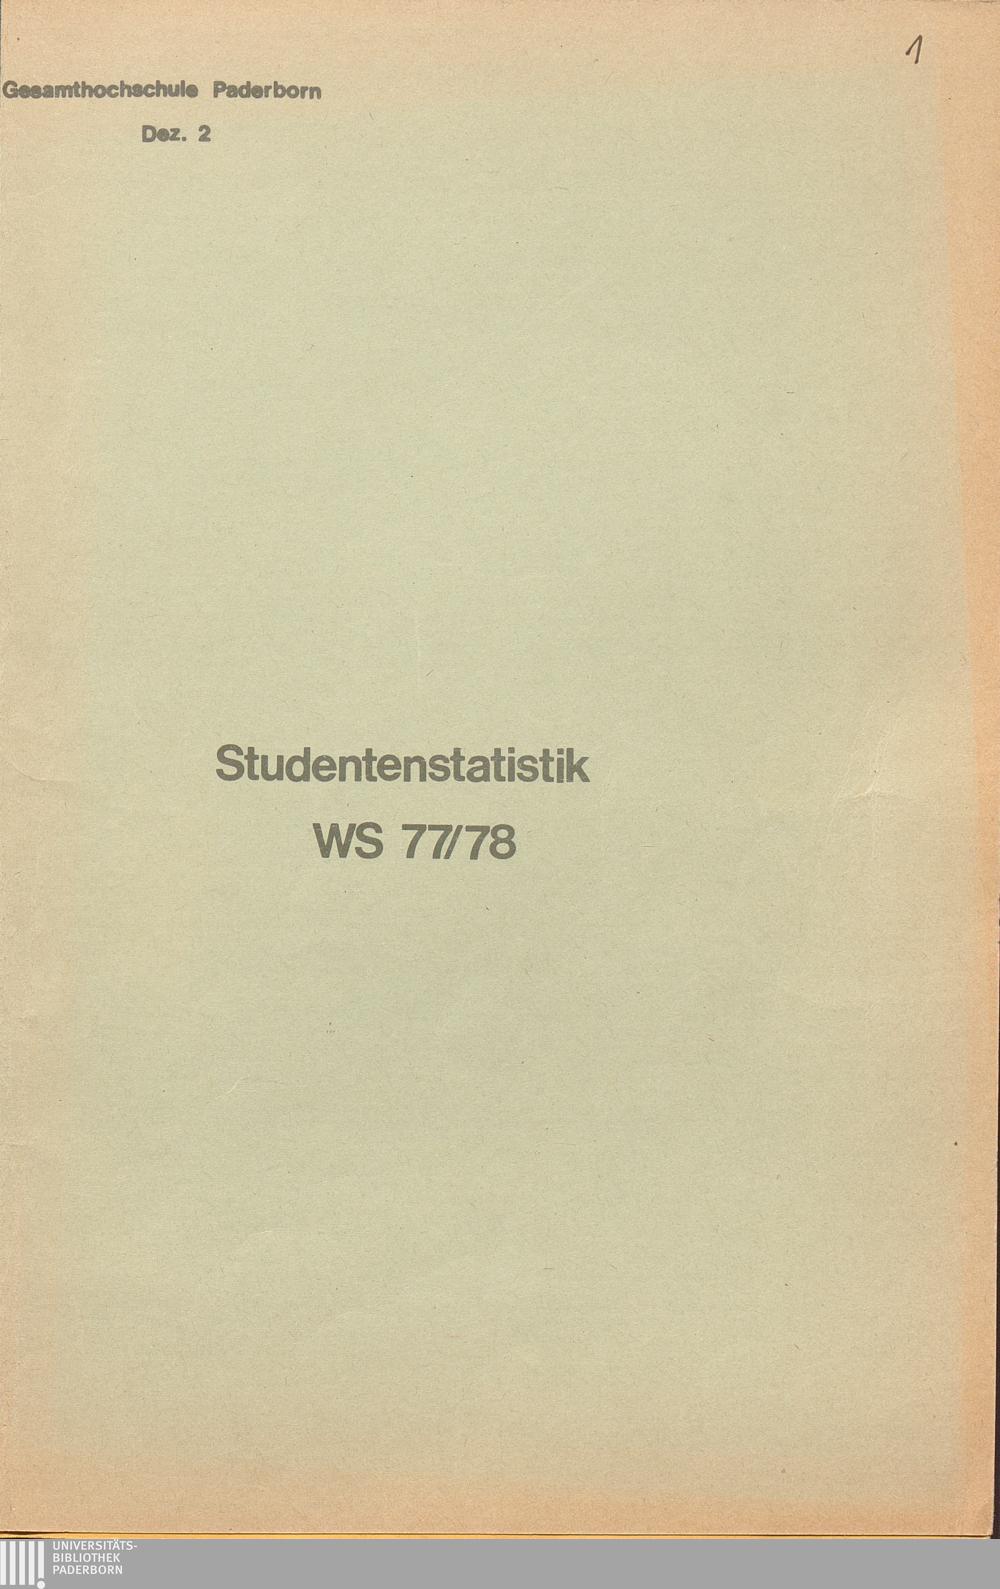 1
Gesamthochschule Paderborn
Dez. 2
Studentenstatistik
WS 77/78
UNIVERSITÄTS-
BIBLIOTHEK
PADERBORN